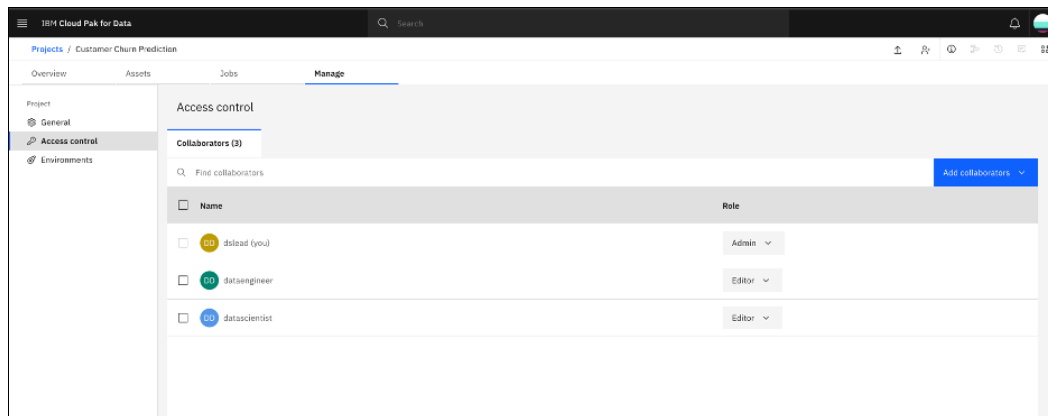 IBM Cloud Pak for Data
Search
Projects / Customer Churn Prediction
Overview Assets Jobs Manage
Project
General
Access control
Environments
Access control
Collaborators (3)
Find collaborators
Add collaborators
Name Role
DD dslead (you) Admin
DD dataengineer Editor
DD datascientist Editor